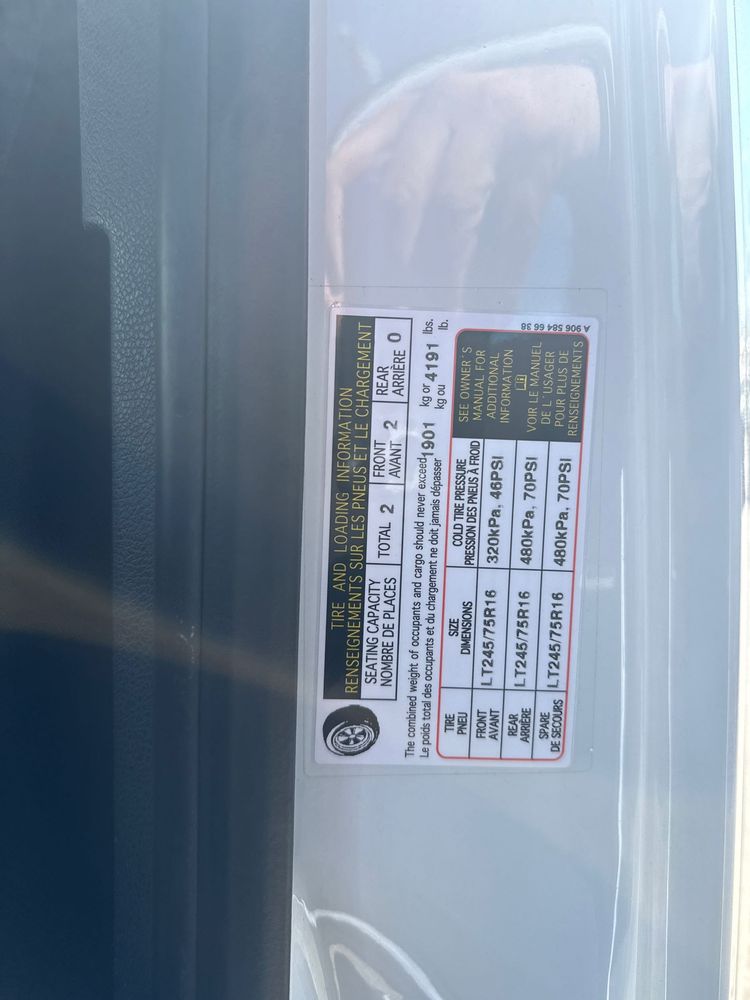 TIRE AND LOADING INFORMATION
RENSEIGNEMENTS SUR LES PNEUS ET LE CHARGEMENT
SEATING CAPACITY
NOMBRE DE PLACES
TOTAL 2
FRONT
AVANT 2
REAR
ARRIÈRE 0
The combined weight of occupants and cargo should never exceed 1901 kg or 4191 lbs.
Le poids total des occupants et du chargement ne doit jamais dépasser kg ou lb.
TIRE
PNEU
SIZE
DIMENSIONS
COLD TIRE PRESSURE
PRESSION DES PNEUS À FROID
FRONT
AVANT
LT245/75R16
320kPa, 46PSI
REAR
ARRIÈRE
LT245/75R16
480kPa, 70PSI
SPARE
DE SECOURS
LT245/75R16
480kPa, 70PSI
SEE OWNER'S
MANUAL FOR
ADDITIONAL
INFORMATION
VOIR LE MANUEL
DE L'USAGER
POUR PLUS DE
RENSEIGNEMENTS
A 906 584 66 38